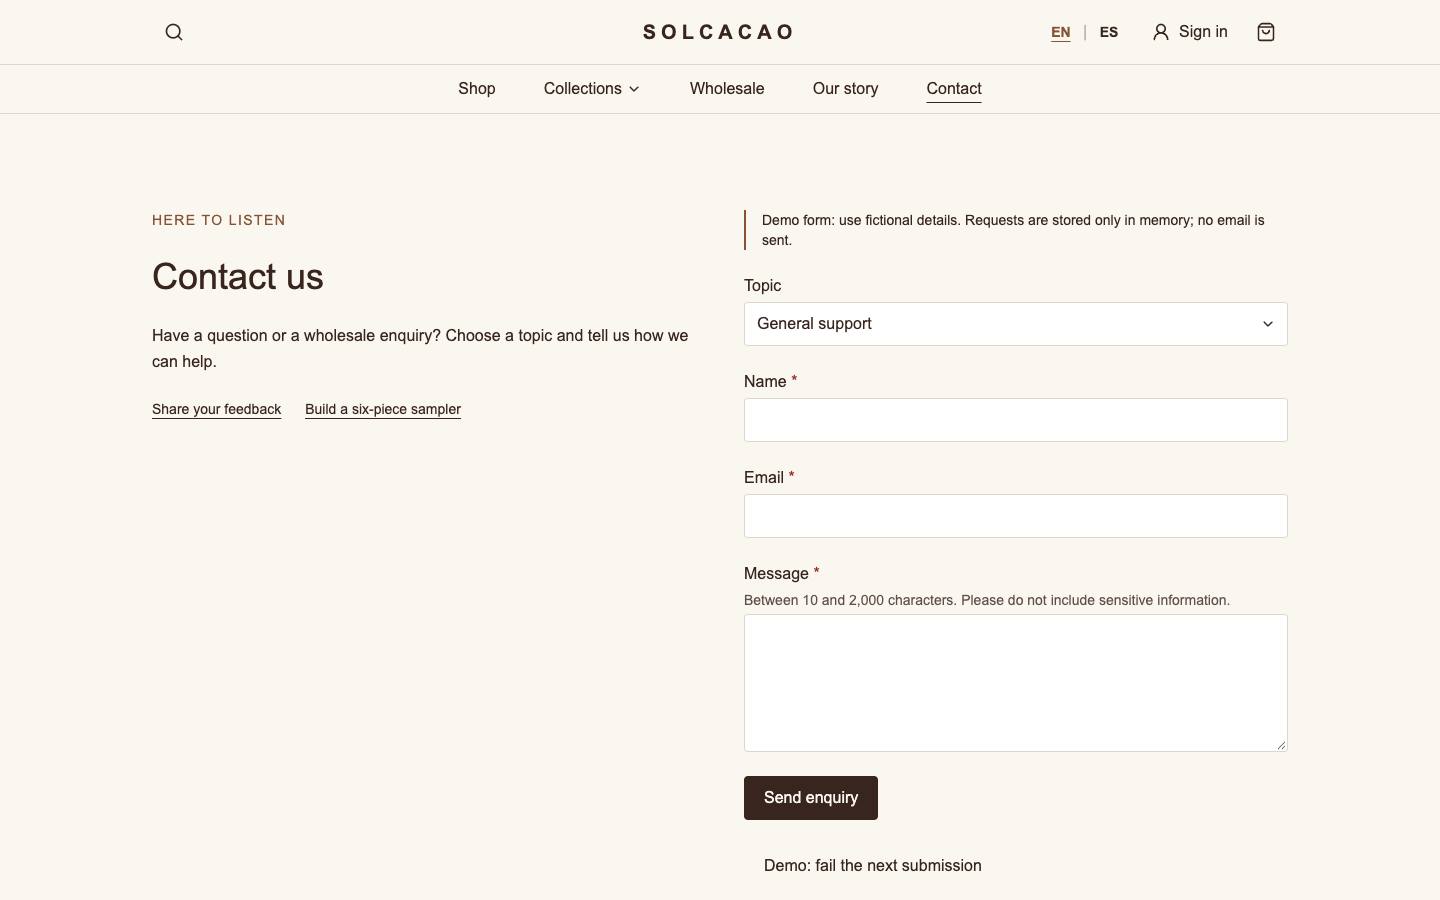 SOLCACAO
EN | ES
Sign in
Shop
Collections
Wholesale
Our story
Contact
HERE TO LISTEN
Contact us
Have a question or a wholesale enquiry? Choose a topic and tell us how we
can help.
Share your feedback
Build a six-piece sampler
Demo form: use fictional details. Requests are stored only in memory; no email is
sent.
Topic
General support
Name *
Email *
Message *
Between 10 and 2,000 characters. Please do not include sensitive information.
Send enquiry
Demo: fail the next submission